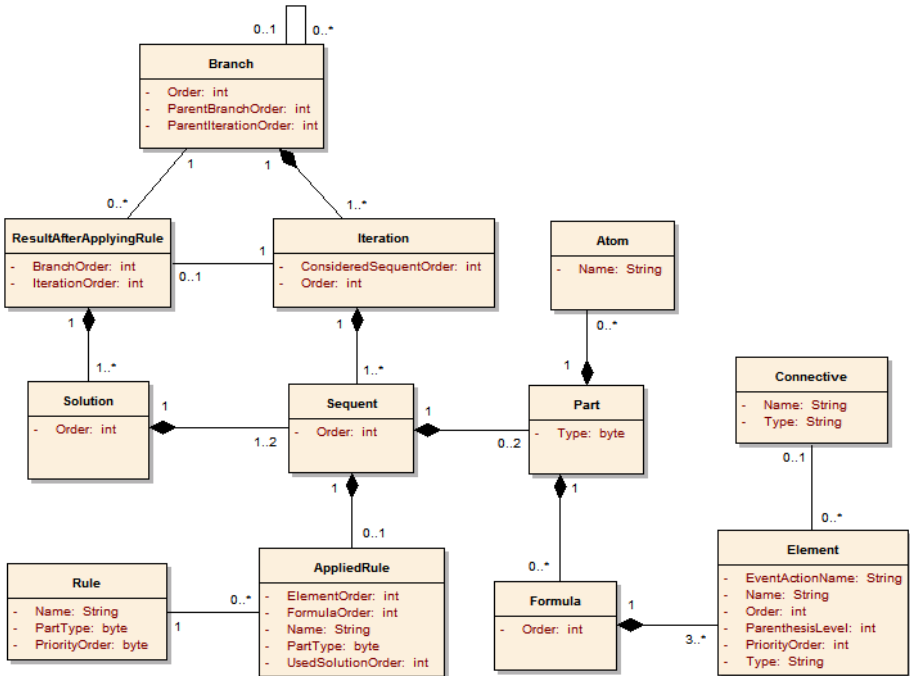 0..1
0..*
Branch
- Order: int
- ParentBranchOrder: int
- ParentIterationOrder: int
1
1
0..*
1..*
ResultAfterApplyingRule
- BranchOrder: int
- IterationOrder: int
1
0..1
Iteration
- ConsideredSequentOrder: int
- Order: int
Atom
- Name: String
1
1
0..*
1
1..*
1..*
Solution
- Order: int
1
1..2
Sequent
- Order: int
1
0..2
Part
- Type: byte
Connective
- Name: String
- Type: String
0..1
1
1
0..1
0..*
0..*
Rule
- Name: String
- PartType: byte
- PriorityOrder: byte
0..*
1
AppliedRule
- ElementOrder: int
- FormulaOrder: int
- Name: String
- PartType: byte
- UsedSolutionOrder: int
Formula
- Order: int
1
3..*
Element
- EventActionName: String
- Name: String
- Order: int
- ParenthesisLevel: int
- PriorityOrder: int
- Type: String